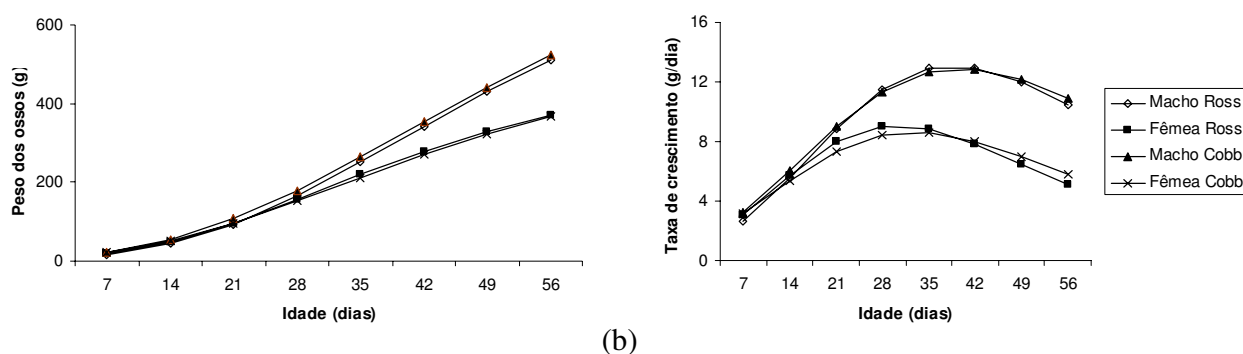 Peso dos ossos (g)
600
400
200
0
7 14 21 28 35 42 49 56
Idade (dias)
Taxa de crescimento (g/dia)
16
12
8
4
0
7 14 21 28 35 42 49 56
Idade (dias)
Macho Ross
Fêmea Ross
Macho Cobb
Fêmea Cobb
(b)